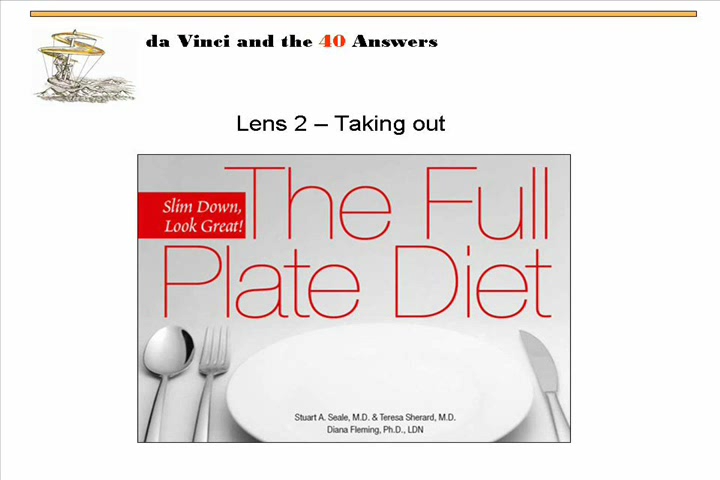 da Vinci and the 40 Answers
Lens 2 – Taking out
Slim Down,
Look Great!
The Full
Plate Diet
Stuart A. Seale, M.D. & Teresa Sherard, M.D.
Diana Fleming, Ph.D., LDN